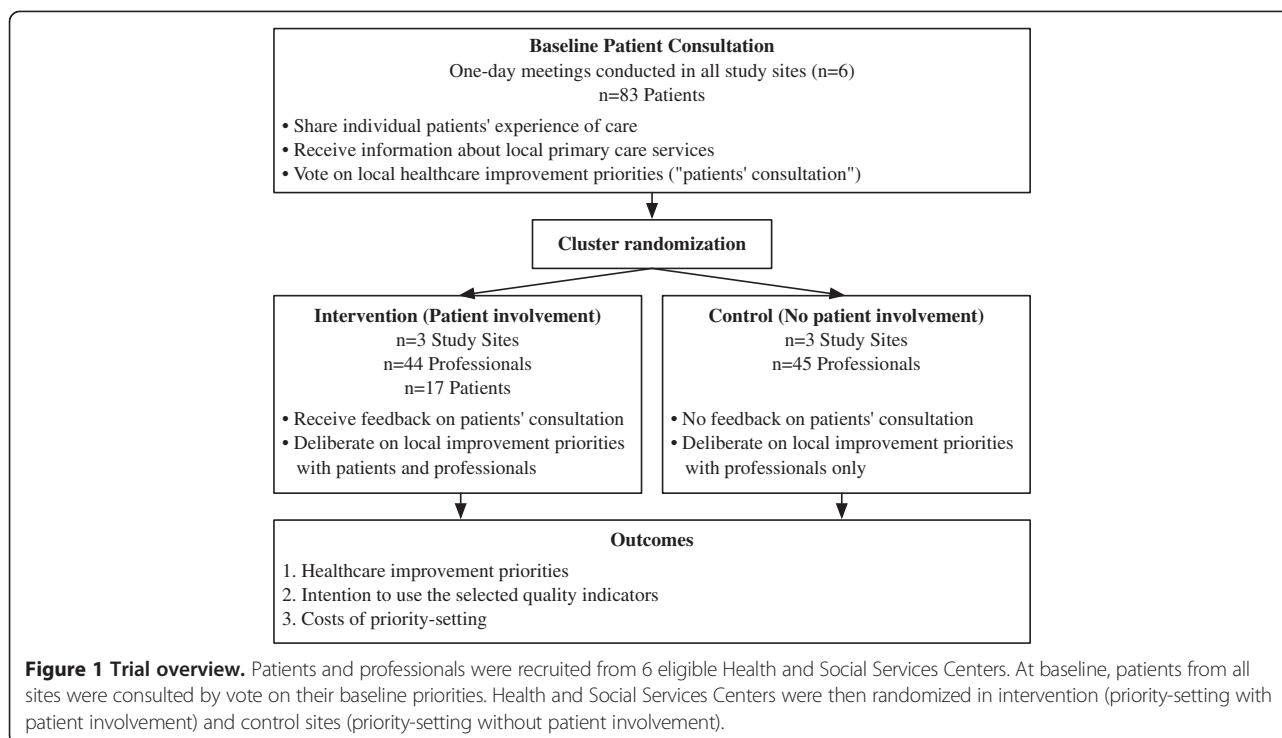 Baseline Patient Consultation
One-day meetings conducted in all study sites (n=6)
n=83 Patients
• Share individual patients' experience of care
• Receive information about local primary care services
• Vote on local healthcare improvement priorities ("patients' consultation")
Cluster randomization
Intervention (Patient involvement)
n=3 Study Sites
n=44 Professionals
n=17 Patients
• Receive feedback on patients' consultation
• Deliberate on local improvement priorities
with patients and professionals
Control (No patient involvement)
n=3 Study Sites
n=45 Professionals
• No feedback on patients' consultation
• Deliberate on local improvement priorities
with professionals only
Outcomes
1. Healthcare improvement priorities
2. Intention to use the selected quality indicators
3. Costs of priority-setting
Figure 1 Trial overview. Patients and professionals were recruited from 6 eligible Health and Social Services Centers. At baseline, patients from all
sites were consulted by vote on their baseline priorities. Health and Social Services Centers were then randomized in intervention (priority-setting with
patient involvement) and control sites (priority-setting without patient involvement).